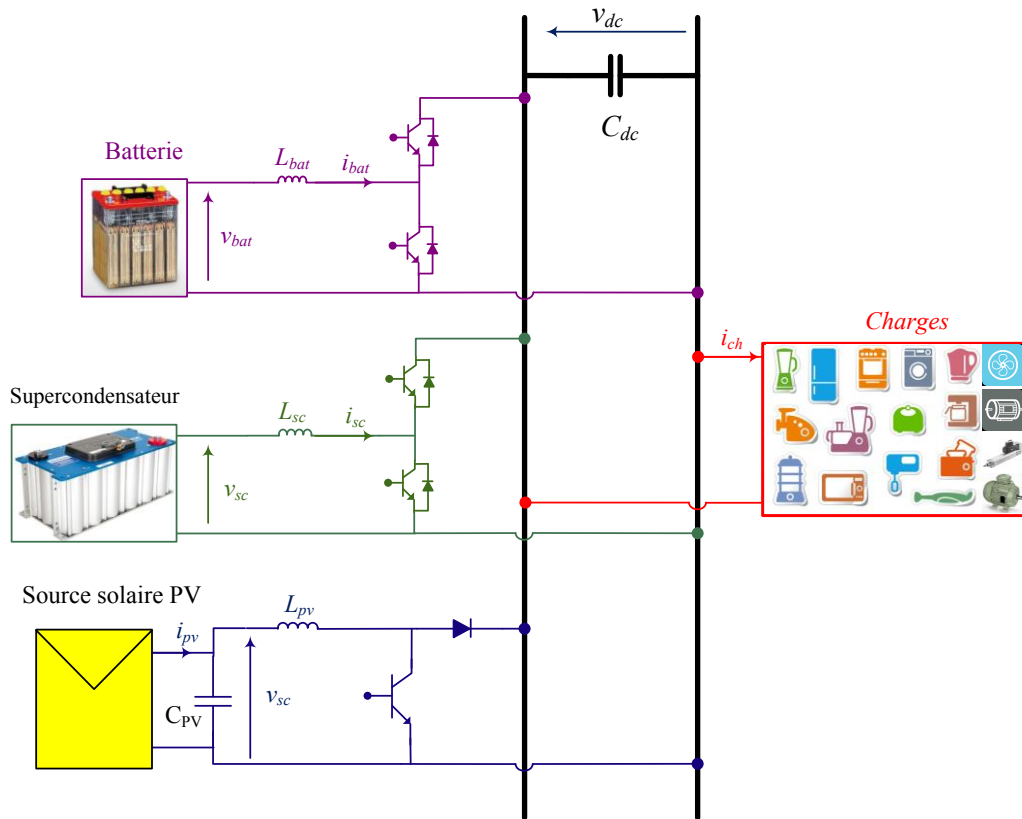 v_dc
C_dc
Batterie
L_bat
i_bat
v_bat
Charges
i_ch
Supercondensateur
L_sc
i_sc
v_sc
Source solaire PV
L_pv
i_pv
v_sc
C_PV